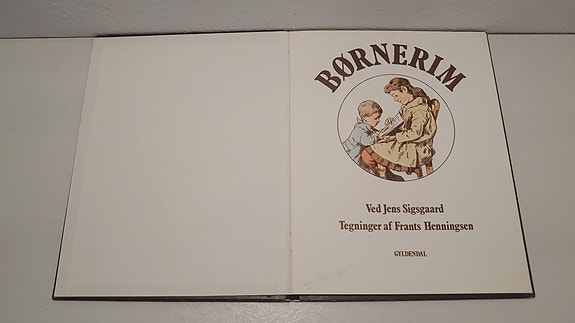 BØRNERIM
Ved Jens Sigsgaard
Tegninger af Frants Henningsen
GYLDENDAL